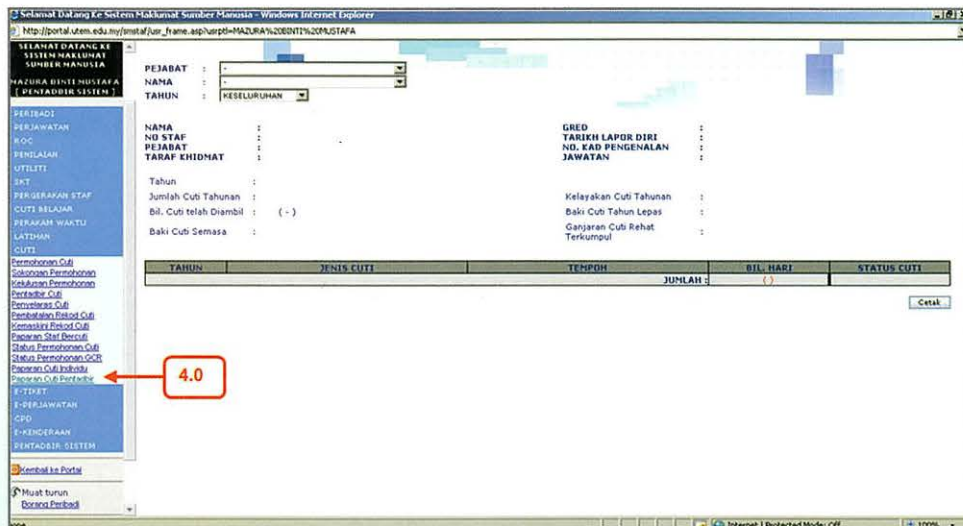 Selamat Datang Ke Sistem Maklumat Sumber Manusia - Windows Internet Explorer
http://portal.utem.edu.my/smstaf/usr_frame.asp?usrptl=MAZURA%20BINTI%20MUSTAFA
SELAMAT DATANG KE
SISTEM MAKLUMAT
SUMBER MANUSIA
MAZURA BINTI MUSTAFA
[ PENTADBIR SISTEM ]
PERIBADI
PERJAWATAN
ROC
PENILAIAN
UTILITI
SKT
PERGERAKAN STAF
CUTI BELAJAR
PERAKAM WAKTU
LATIHAN
CUTI
Permohonan Cuti
Sokongan Permohonan
Kelulusan Permohonan
Pentadbir Cuti
Penyelaras Cuti
Pembatalan Rekod Cuti
Kemaskini Rekod Cuti
Paparan Staf Bercuti
Status Permohonan Cuti
Status Permohonan GCR
Paparan Cuti Individu
Paparan Cuti Pentadbir
E-TIKET
E-PERJAWATAN
CPD
E-KENDERAAN
PENTADBIR SISTEM
Kembali ke Portal
Muat turun
Borang Peribadi
PEJABAT : -
NAMA : -
TAHUN : KESELURUHAN
NAMA :
NO STAF :
PEJABAT :
TARAF KHIDMAT :
GRED :
TARIKH LAPOR DIRI :
NO. KAD PENGENALAN :
JAWATAN :
Tahun :
Jumlah Cuti Tahunan :
Bil. Cuti telah Diambil : ( - )
Baki Cuti Semasa :
Kelayakan Cuti Tahunan :
Baki Cuti Tahun Lepas :
Ganjaran Cuti Rehat
Terkumpul :
TAHUN JENIS CUTI TEMPOH BIL. HARI STATUS CUTI
JUMLAH : ( )
Cetak
4.0
Done
Internet | Protected Mode: Off
100%